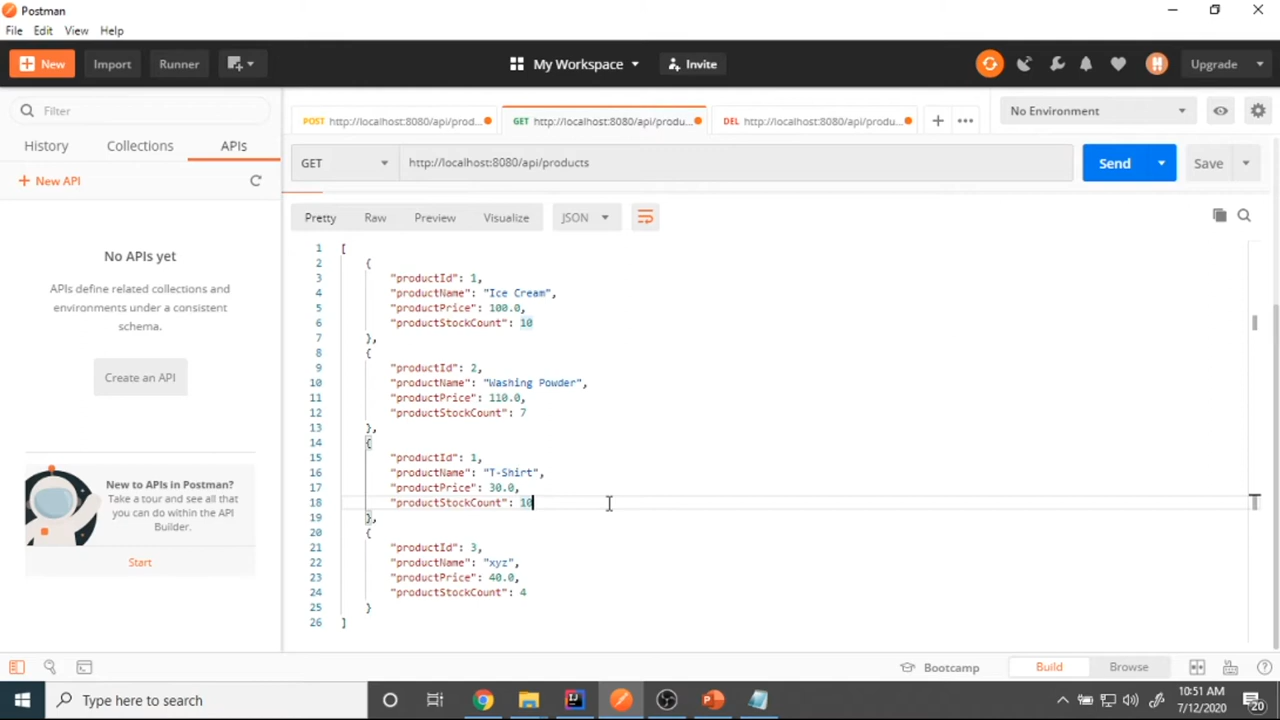 Postman
File Edit View Help
New Import Runner My Workspace Invite Upgrade
Filter
History Collections APIs
+ New API
No APIs yet
APIs define related collections and
environments under a consistent
schema.
Create an API
New to APIs in Postman?
Take a tour and see all that
you can do within the API
Builder.
Start
POST http://localhost:8080/api/prod... GET http://localhost:8080/api/produ... DEL http://localhost:8080/api/produ... + ••• No Environment
GET http://localhost:8080/api/products Send Save
Pretty Raw Preview Visualize JSON
1 [
2 {
3 "productId": 1,
4 "productName": "Ice Cream",
5 "productPrice": 100.0,
6 "productStockCount": 10
7 },
8 {
9 "productId": 2,
10 "productName": "Washing Powder",
11 "productPrice": 110.0,
12 "productStockCount": 7
13 },
14 {
15 "productId": 1,
16 "productName": "T-Shirt",
17 "productPrice": 30.0,
18 "productStockCount": 10
19 },
20 {
21 "productId": 3,
22 "productName": "xyz",
23 "productPrice": 40.0,
24 "productStockCount": 4
25 }
26 ]
Bootcamp Build Browse
Type here to search
10:51 AM
7/12/2020
20